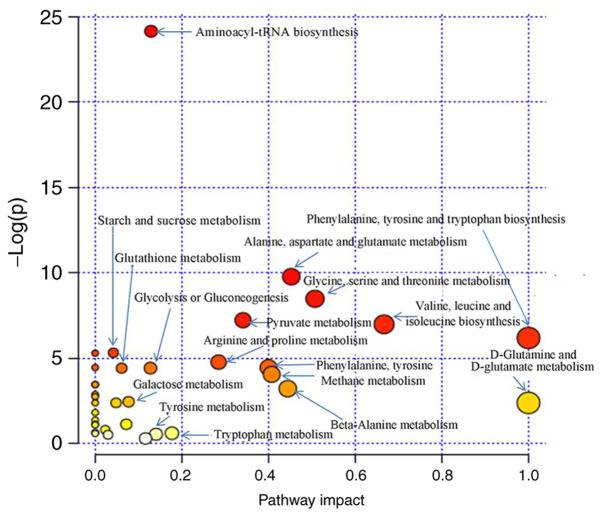 25
Aminoacyl-tRNA biosynthesis
20
15
Starch and sucrose metabolism
Phenylalanine, tyrosine and tryptophan biosynthesis
Alanine, aspartate and glutamate metabolism
Glutathione metabolism
10
Glycine, serine and thronine metabolism
Glycolysis or Gluconeogenesis
Valine, leucine and
isoleucine biosynthesis
Pyruvate metabolism
Arginine and proline metabolism
5
D-Glutamine and
D-glutamate metabolism
Phenylalanine, tyrosine
Methane metabolism
Galactose metabolism
Tyrosine metabolism
Beta-Alanine metabolism
Tryptophan metabolism
0
−Log(p)
0.0 0.2 0.4 0.6 0.8 1.0
Pathway impact